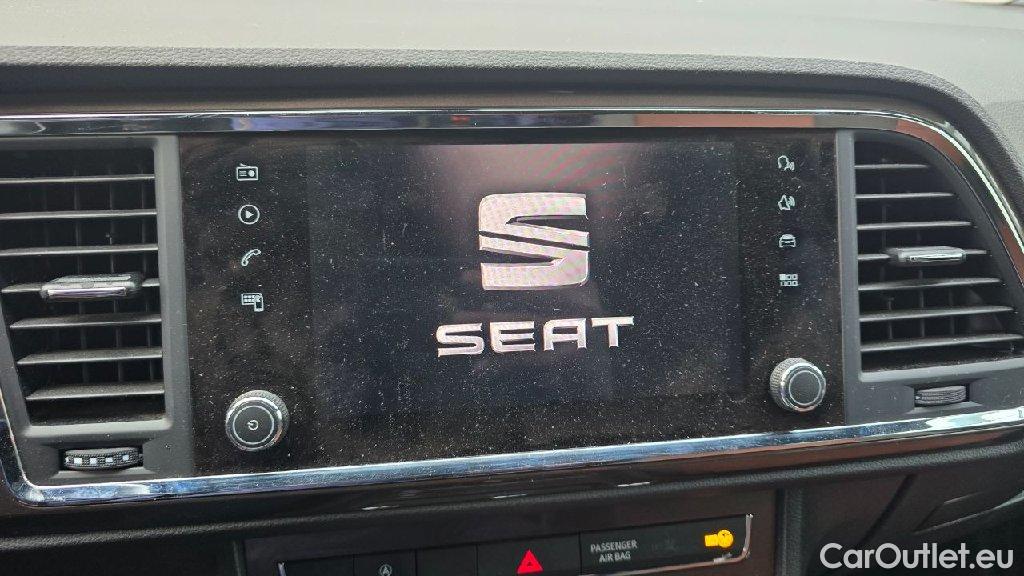 SEAT
PASSENGER
AIR BAG
CarOutlet.eu